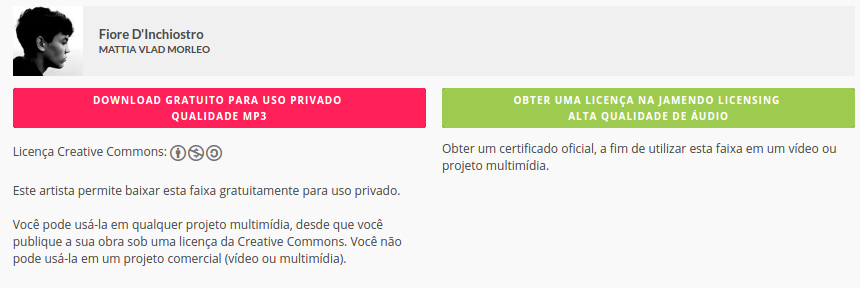 Fiore D'Inchiostro
MATTIA VLAD MORLEO
DOWNLOAD GRATUITO PARA USO PRIVADO
QUALIDADE MP3
Licença Creative Commons:
Este artista permite baixar esta faixa gratuitamente para uso privado.
Você pode usá-la em qualquer projeto multimídia, desde que você
publique a sua obra sob uma licença da Creative Commons. Você não
pode usá-la em um projeto comercial (vídeo ou multimídia).
OBTER UMA LICENÇA NA JAMENDO LICENSING
ALTA QUALIDADE DE ÁUDIO
Obter um certificado oficial, a fim de utilizar esta faixa em um vídeo ou
projeto multimídia.